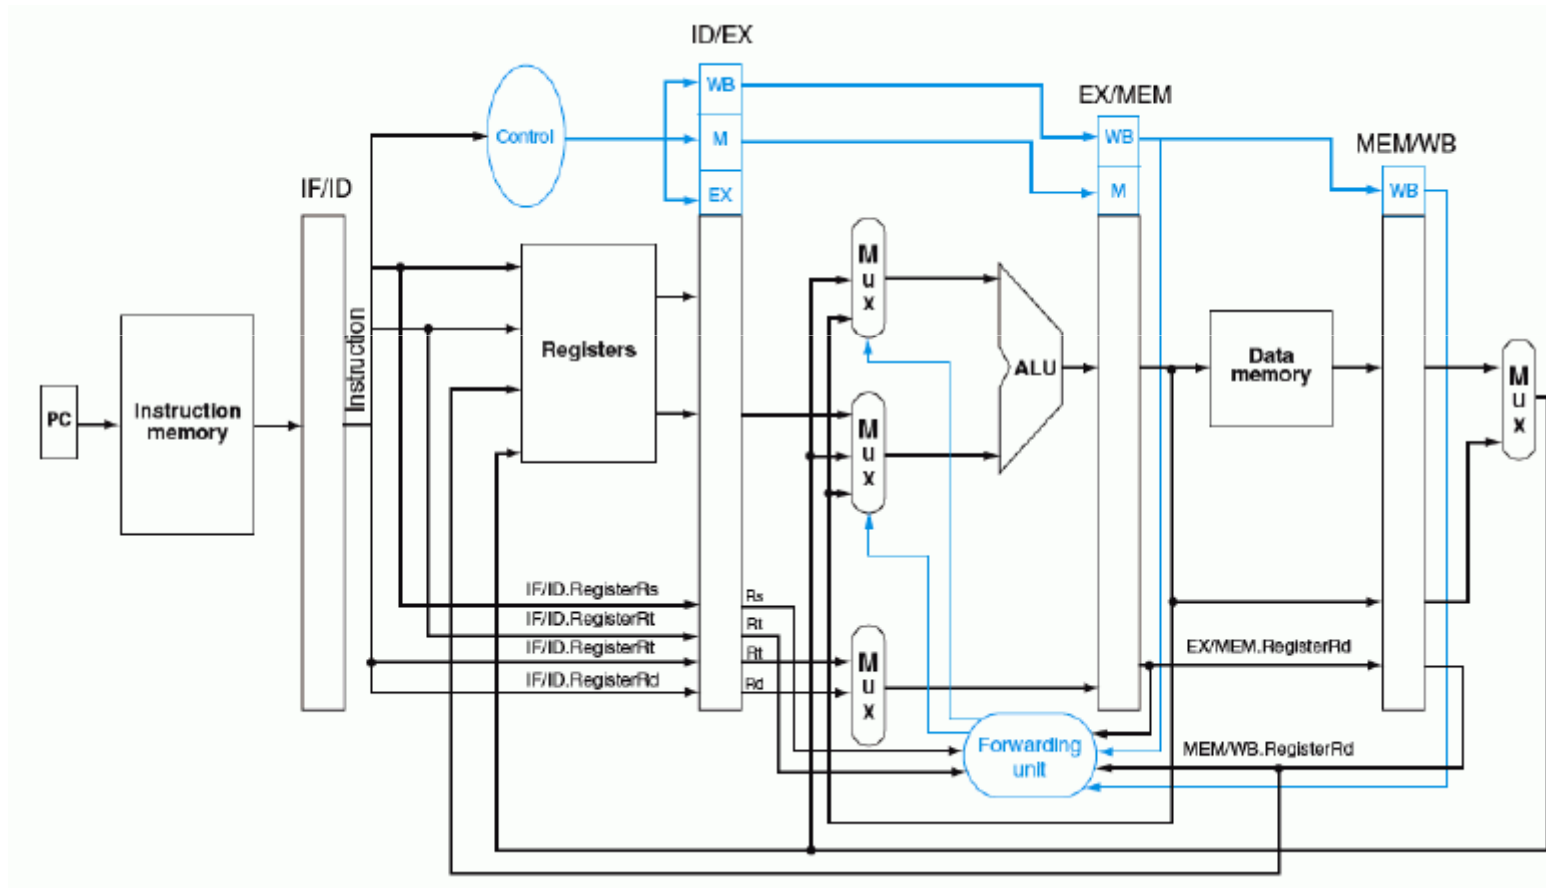 ID/EX
WB
EX/MEM
Control
M
WB
MEM/WB
IF/ID
EX
M
WB
M
u
x
Instruction
Registers
ALU
Data
memory
M
u
x
PC
Instruction
memory
M
u
x
IF/ID.RegisterRs
Rs
IF/ID.RegisterRt
Rt
IF/ID.RegisterRt
Rt
EX/MEM.RegisterRd
IF/ID.RegisterRd
Rd
M
u
x
Forwarding
unit
MEM/WB.RegisterRd